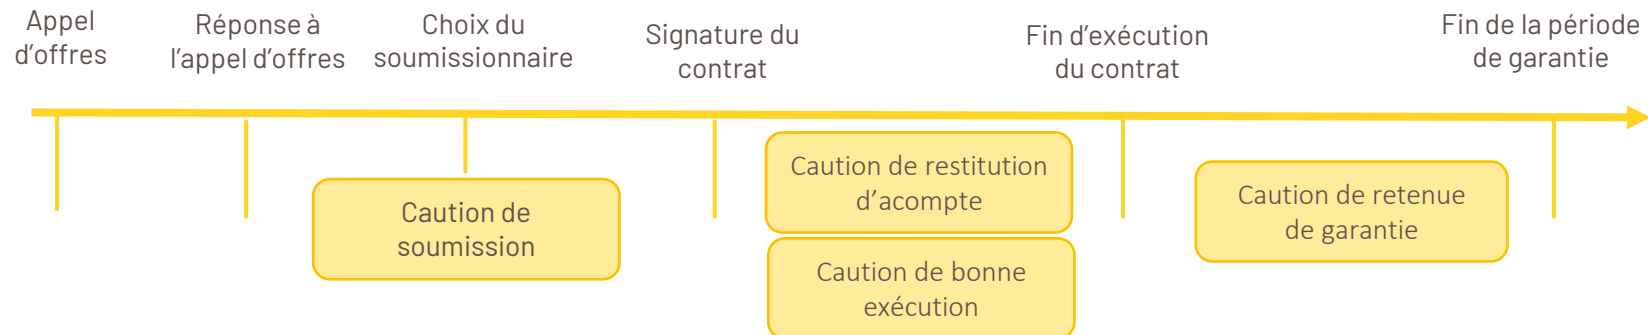 Appel
d’offres
Réponse à
l’appel d’offres
Choix du
soumissionnaire
Signature du
contrat
Fin d’exécution
du contrat
Fin de la période
de garantie
Caution de
soumission
Caution de restitution
d’acompte
Caution de bonne
exécution
Caution de retenue
de garantie